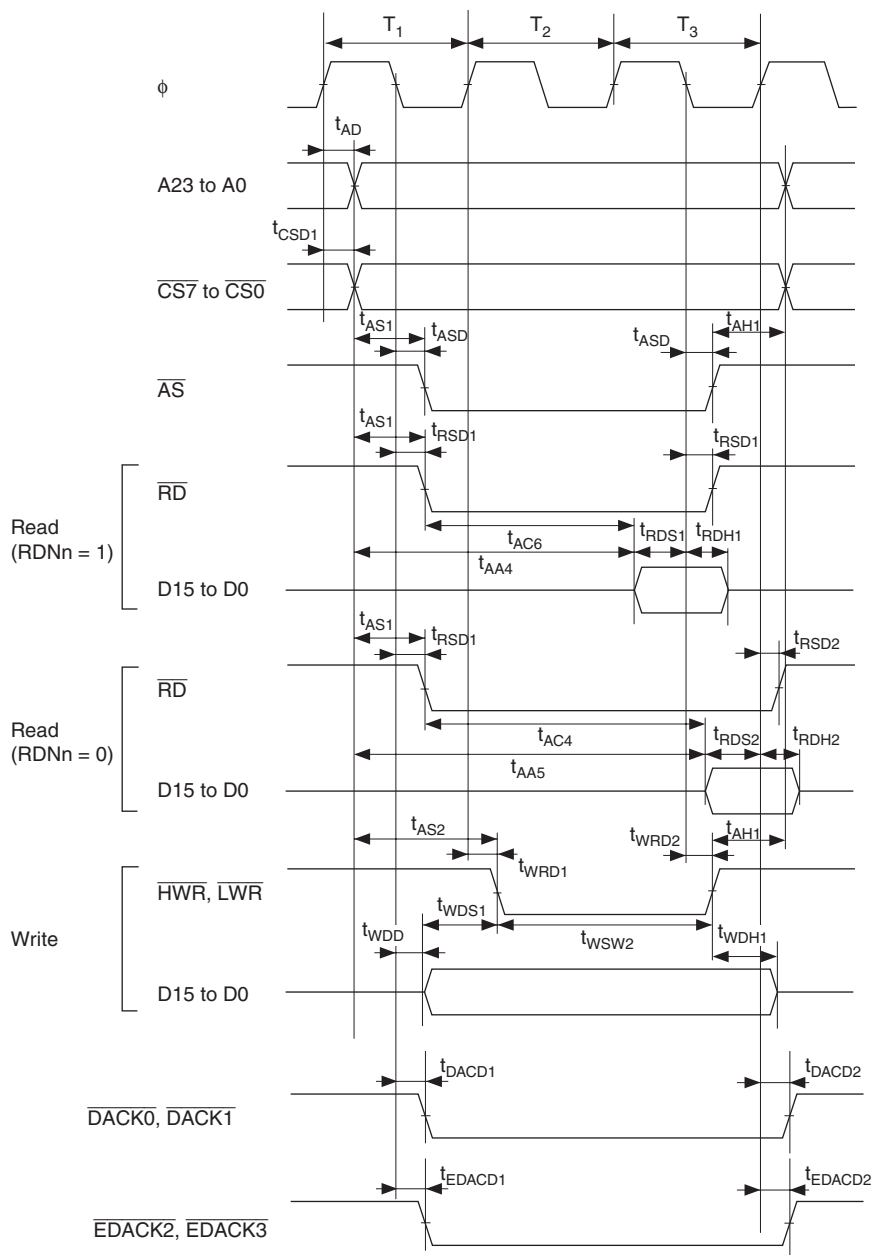 T1 T2 T3
φ
tAD
A23 to A0
tCSD1
CS7 to CS0
tAS1 tASD tASD tAH1
AS
tAS1 tRSD1 tRSD1
RD
Read
(RDNn = 1)
tAC6 tRDS1 tRDH1
tAA4
D15 to D0
tAS1 tRSD1 tRSD2
RD
Read
(RDNn = 0)
tAC4 tRDS2 tRDH2
tAA5
D15 to D0
tAS2 tWRD1 tWRD2 tAH1
HWR, LWR
Write
tWDD tWDS1 tWSW2 tWDH1
D15 to D0
tDACD1 tDACD2
DACK0, DACK1
tEDACD1 tEDACD2
EDACK2, EDACK3